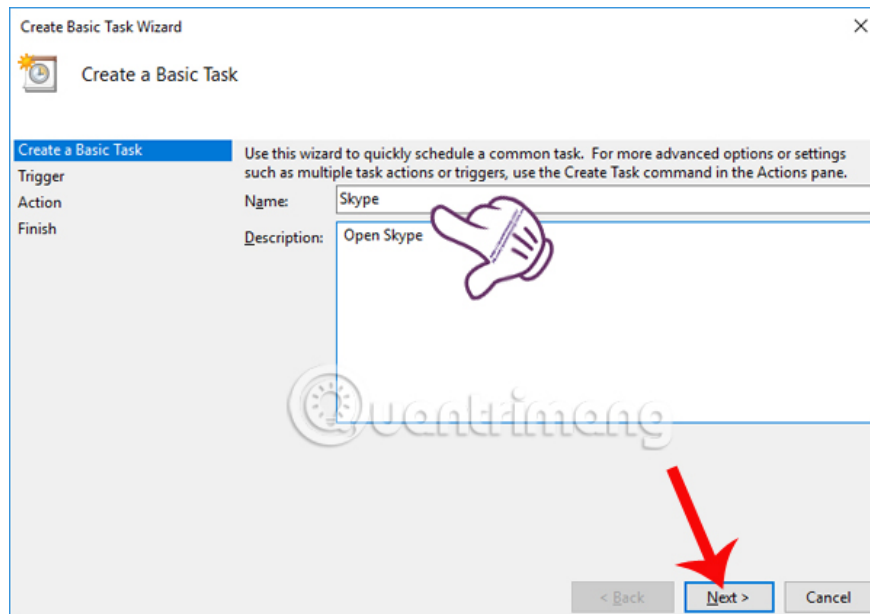 Create Basic Task Wizard
Create a Basic Task
Create a Basic Task
Trigger
Action
Finish
Use this wizard to quickly schedule a common task. For more advanced options or settings
such as multiple task actions or triggers, use the Create Task command in the Actions pane.
Name:
Skype
Description:
Open Skype
Quantrimang
< Back
Next >
Cancel